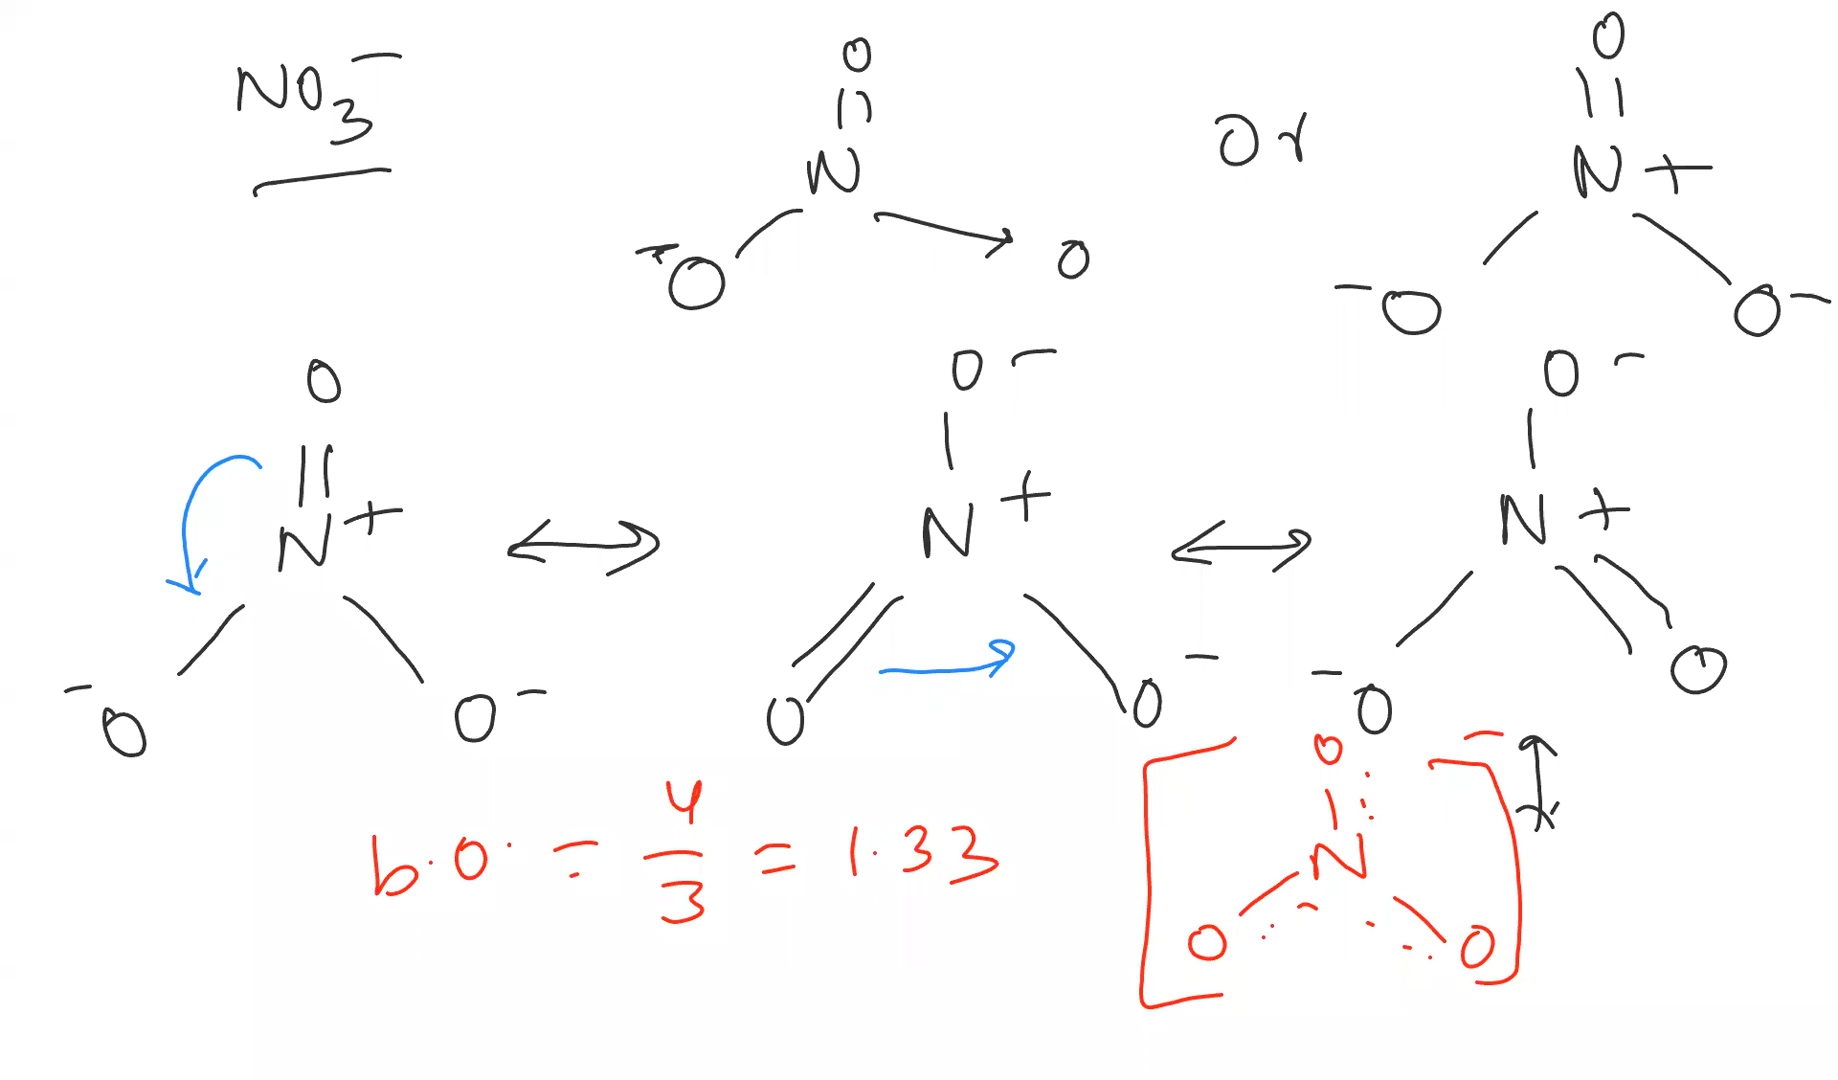 NO₃⁻
O
N
⁻O
O
Or
O
N+
⁻O
O⁻
O
N+
⁻O
O⁻
O⁻
N+
O
O⁻
O⁻
N+
⁻O
O
b.o. = 4/3 = 1.33
O
N
O
O
⁻